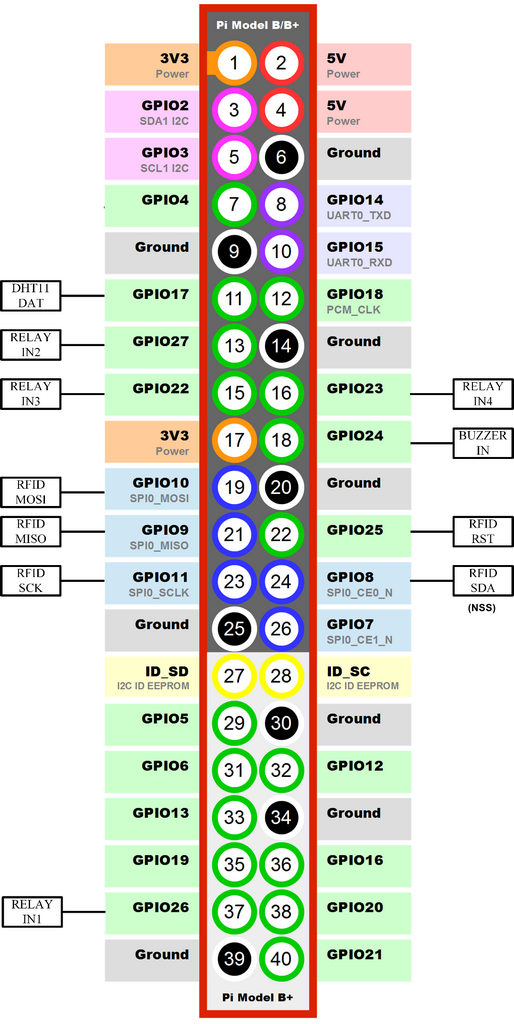 Pi Model B/B+
3V3
Power
1
2
5V
Power
GPIO2
SDA1 I2C
3
4
5V
Power
GPIO3
SCL1 I2C
5
6
Ground
GPIO4
7
8
GPIO14
UART0_TXD
Ground
9
10
GPIO15
UART0_RXD
DHT11
DAT
GPIO17
11
12
GPIO18
PCM_CLK
RELAY
IN2
GPIO27
13
14
Ground
RELAY
IN3
GPIO22
15
16
GPIO23
RELAY
IN4
3V3
Power
17
18
GPIO24
BUZZER
IN
RFID
MOSI
GPIO10
SPI0_MOSI
19
20
Ground
RFID
MISO
GPIO9
SPI0_MISO
21
22
GPIO25
RFID
RST
RFID
SCK
GPIO11
SPI0_SCLK
23
24
GPIO8
SPI0_CE0_N
RFID
SDA
(NSS)
Ground
25
26
GPIO7
SPI0_CE1_N
ID_SD
I2C ID EEPROM
27
28
ID_SC
I2C ID EEPROM
GPIO5
29
30
Ground
GPIO6
31
32
GPIO12
GPIO13
33
34
Ground
GPIO19
35
36
GPIO16
RELAY
IN1
GPIO26
37
38
GPIO20
Ground
39
40
GPIO21
Pi Model B+